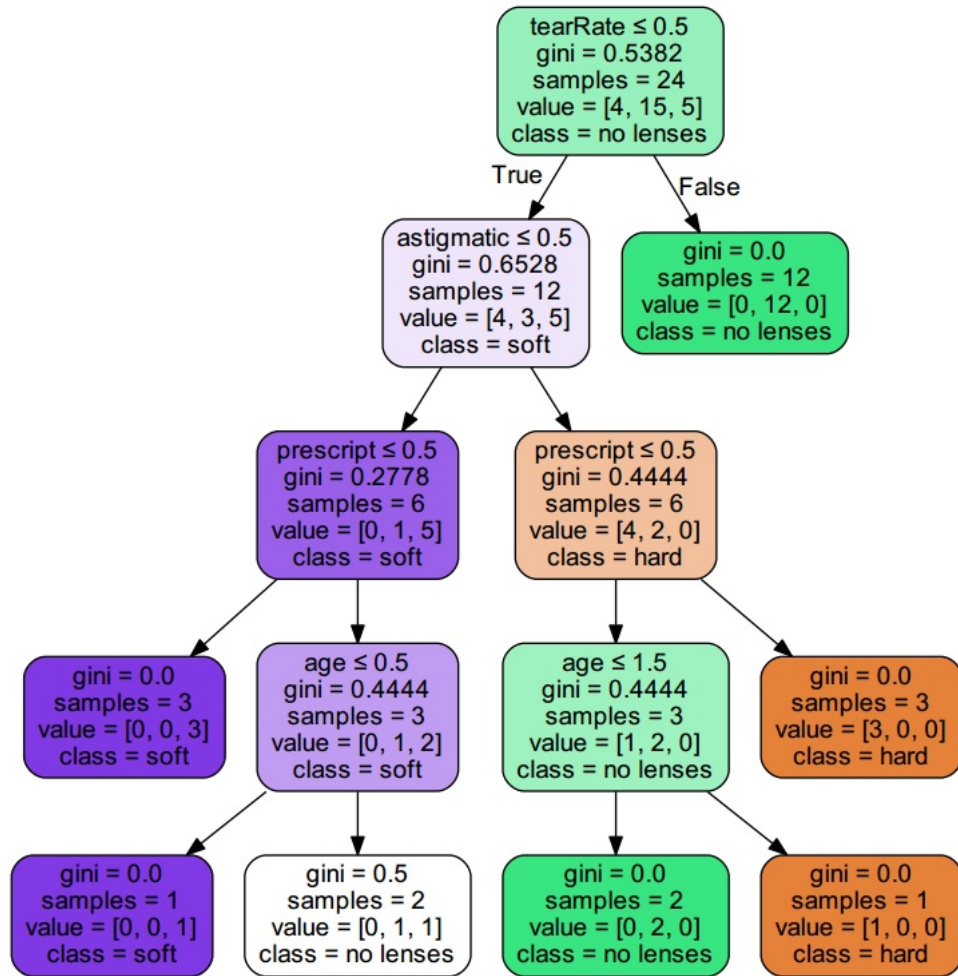 tearRate ≤ 0.5
gini = 0.5382
samples = 24
value = [4, 15, 5]
class = no lenses
True
False
astigmatic ≤ 0.5
gini = 0.6528
samples = 12
value = [4, 3, 5]
class = soft
gini = 0.0
samples = 12
value = [0, 12, 0]
class = no lenses
prescript ≤ 0.5
gini = 0.2778
samples = 6
value = [0, 1, 5]
class = soft
prescript ≤ 0.5
gini = 0.4444
samples = 6
value = [4, 2, 0]
class = hard
gini = 0.0
samples = 3
value = [0, 0, 3]
class = soft
age ≤ 0.5
gini = 0.4444
samples = 3
value = [0, 1, 2]
class = soft
age ≤ 1.5
gini = 0.4444
samples = 3
value = [1, 2, 0]
class = no lenses
gini = 0.0
samples = 3
value = [3, 0, 0]
class = hard
gini = 0.0
samples = 1
value = [0, 0, 1]
class = soft
gini = 0.5
samples = 2
value = [0, 1, 1]
class = no lenses
gini = 0.0
samples = 2
value = [0, 2, 0]
class = no lenses
gini = 0.0
samples = 1
value = [1, 0, 0]
class = hard